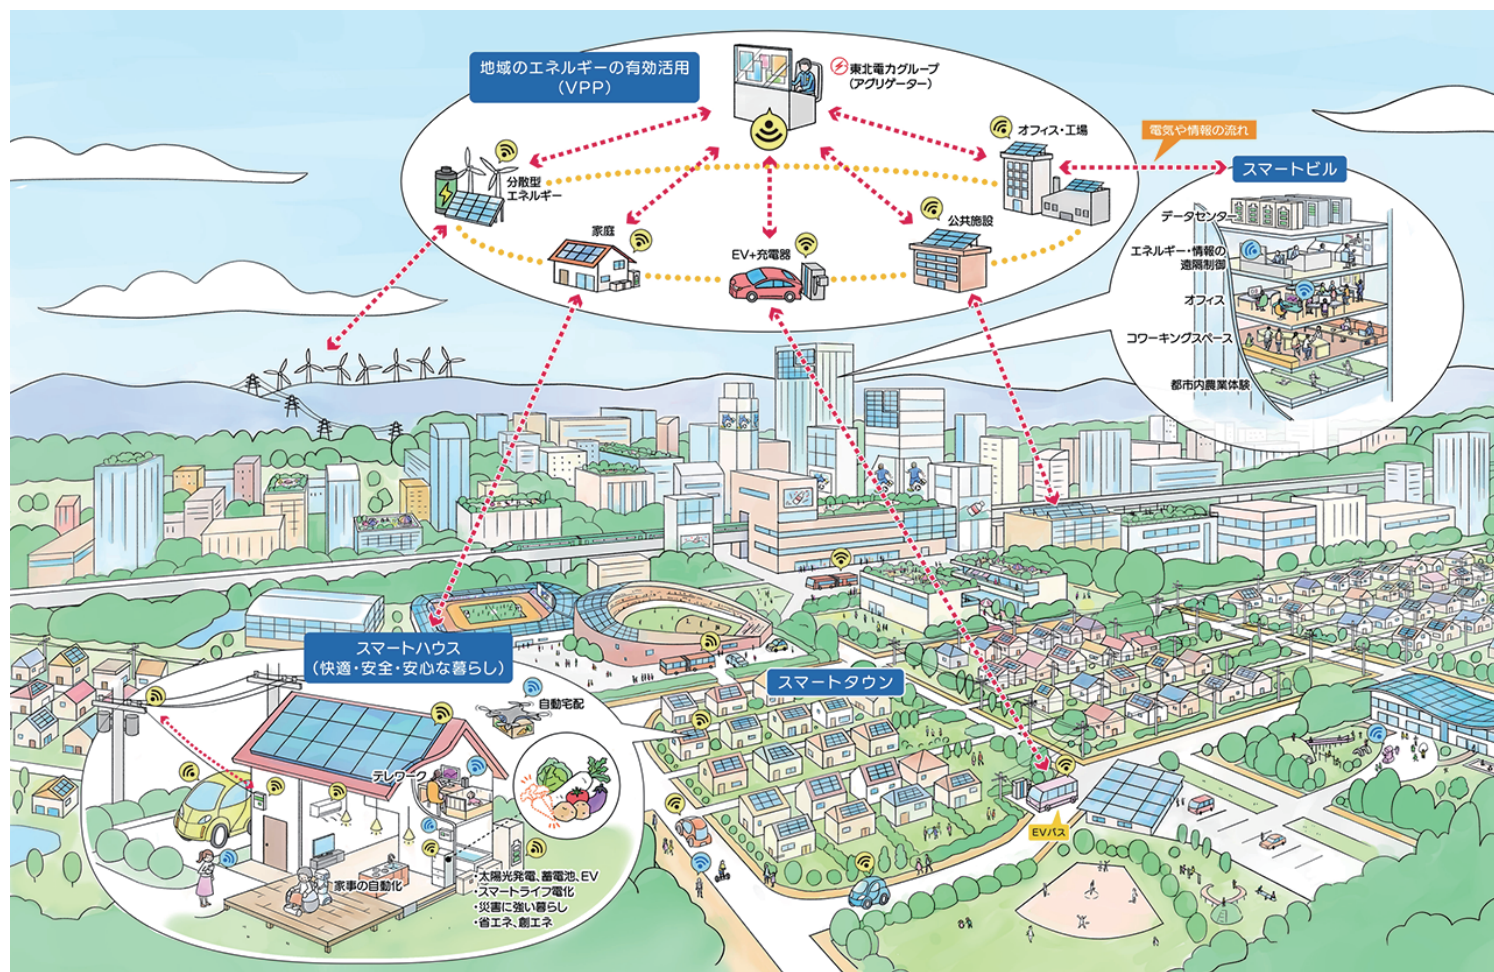 地域のエネルギーの有効活用
（VPP）
東北電力グループ
（アグリゲーター）
オフィス・工場
電気や情報の流れ
スマートビル
分散型
エネルギー
家庭
EV+充電器
公共施設
データセンター
エネルギー・情報の
遠隔制御
オフィス
コワーキングスペース
都市内農業体験
スマートハウス
（快適・安全・安心な暮らし）
スマートタウン
自動宅配
テレワーク
家事の自動化
・太陽光発電、蓄電池、EV
・スマートライフ電化
・災害に強い暮らし
・省エネ、創エネ
EVバス